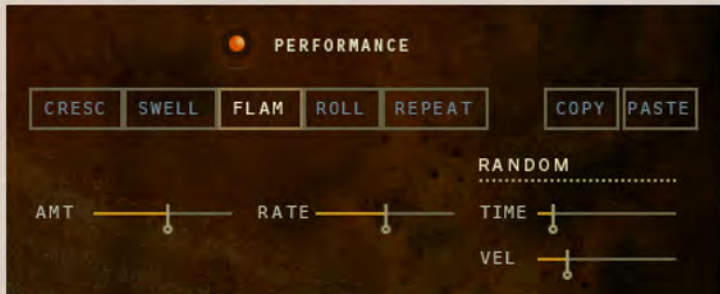 PERFORMANCE
CRESC SWELL FLAM ROLL REPEAT COPY PASTE
RANDOM
AMT RATE TIME
VEL